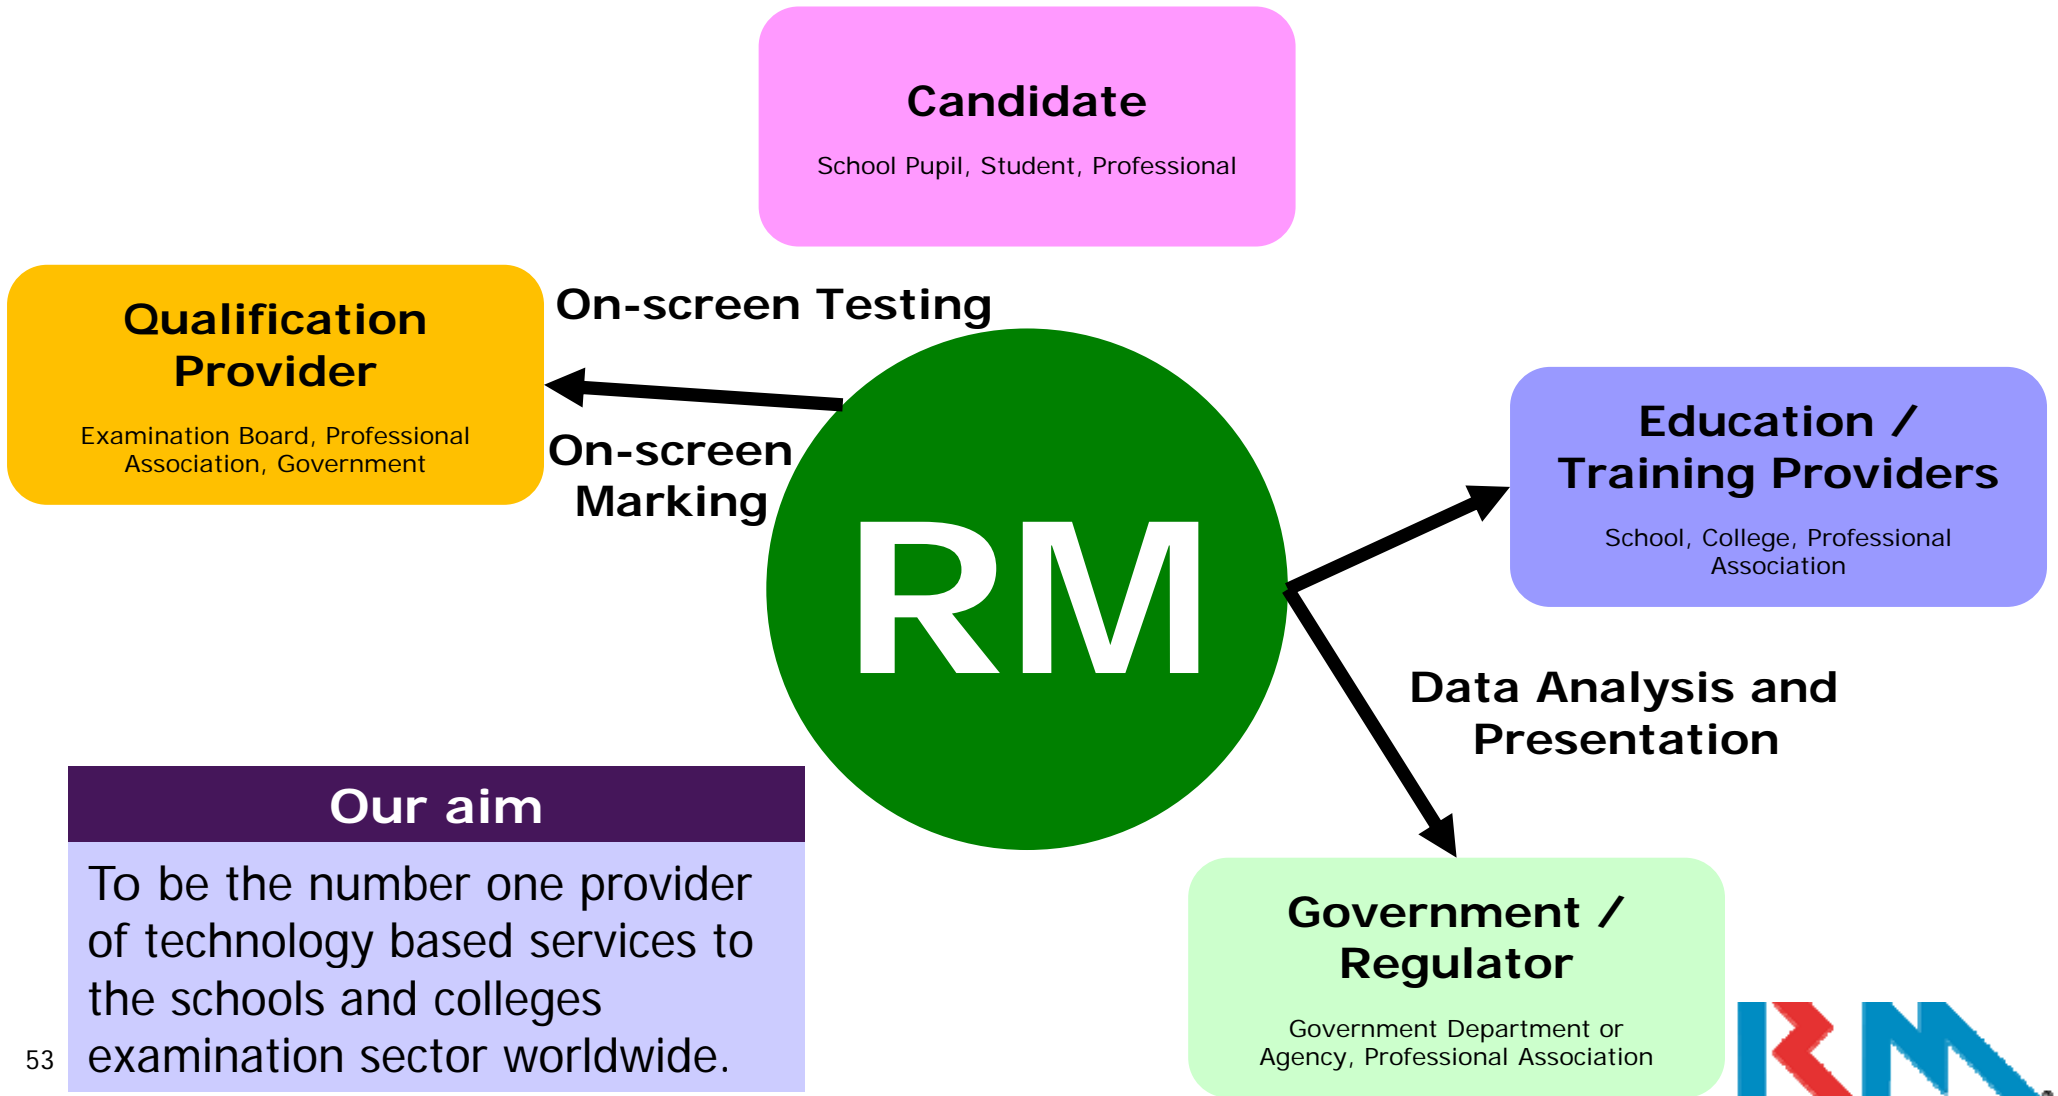 Candidate
School Pupil, Student, Professional
Qualification
Provider
Examination Board, Professional
Association, Government
On-screen Testing
On-screen
Marking
RM
Education /
Training Providers
School, College, Professional
Association
Data Analysis and
Presentation
Our aim
To be the number one provider
of technology based services to
the schools and colleges
examination sector worldwide.
Government /
Regulator
Government Department or
Agency, Professional Association
53
RM